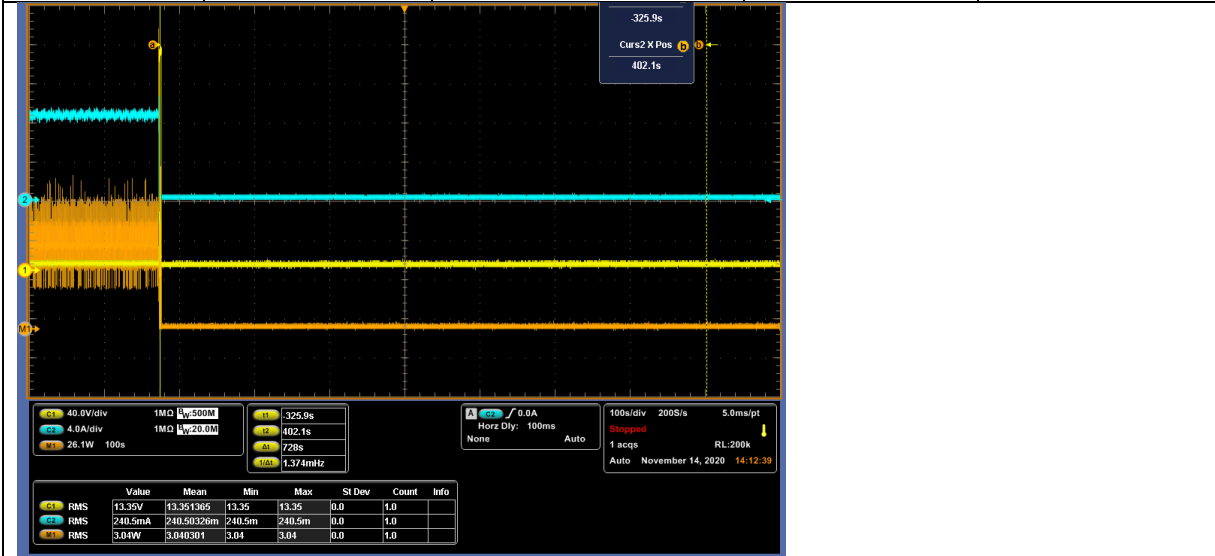 -325.9s
Curs2 X Pos b b
402.1s
a
2
1
M1
C1 40.0V/div 1MΩ BW:500M
C2 4.0A/div 1MΩ BW:20.0M
M1 26.1W 100s
t1 -325.9s
t2 402.1s
Δt 728s
1/Δt 1.374mHz
A C2 / 0.0A
Horz Dly: 100ms
None Auto
100s/div 200S/s 5.0ms/pt
Stopped
1 acqs RL:200k
Auto November 14, 2020 14:12:39
Value Mean Min Max St Dev Count Info
C1 RMS 13.35V 13.351365 13.35 13.35 0.0 1.0
C2 RMS 240.5mA 240.50326m 240.5m 240.5m 0.0 1.0
M1 RMS 3.04W 3.040301 3.04 3.04 0.0 1.0